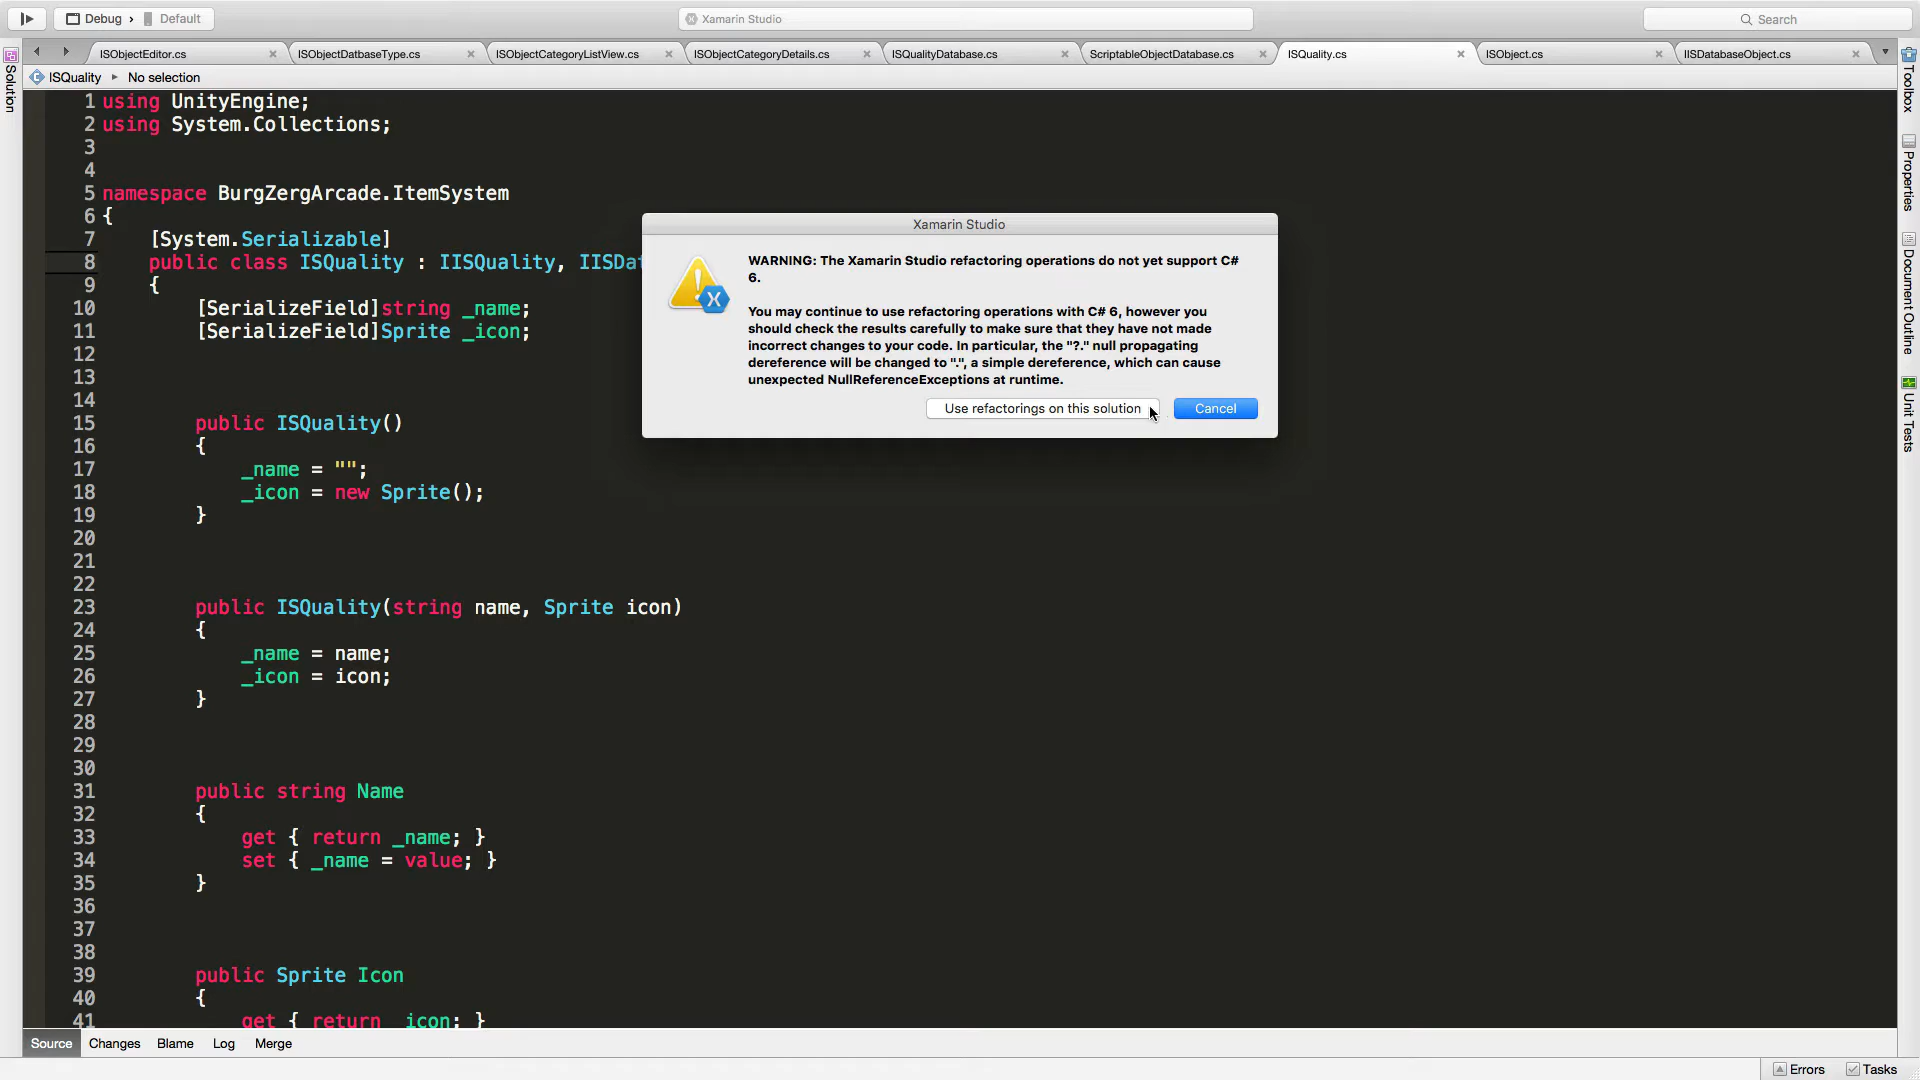 Debug › Default
Xamarin Studio
Search
ISObjectEditor.cs
ISObjectDatbaseType.cs
ISObjectCategoryListView.cs
ISObjectCategoryDetails.cs
ISQualityDatabase.cs
ScriptableObjectDatabase.cs
ISQuality.cs
ISObject.cs
IISDatabaseObject.cs
ISQuality ▸ No selection
Solution
Toolbox
Properties
Document Outline
Unit Tests
1 using UnityEngine;
2 using System.Collections;
3
4
5 namespace BurgZergArcade.ItemSystem
6 {
7 [System.Serializable]
8 public class ISQuality : IISQuality, IISDat
9 {
10 [SerializeField]string _name;
11 [SerializeField]Sprite _icon;
12
13
14
15 public ISQuality()
16 {
17 _name = "";
18 _icon = new Sprite();
19 }
20
21
22
23 public ISQuality(string name, Sprite icon)
24 {
25 _name = name;
26 _icon = icon;
27 }
28
29
30
31 public string Name
32 {
33 get { return _name; }
34 set { _name = value; }
35 }
36
37
38
39 public Sprite Icon
40 {
41 get { return _icon; }
Xamarin Studio
WARNING: The Xamarin Studio refactoring operations do not yet support C#
6.
You may continue to use refactoring operations with C# 6, however you
should check the results carefully to make sure that they have not made
incorrect changes to your code. In particular, the "?." null propagating
dereference will be changed to ".", a simple dereference, which can cause
unexpected NullReferenceExceptions at runtime.
Use refactorings on this solution
Cancel
Source Changes Blame Log Merge
Errors Tasks